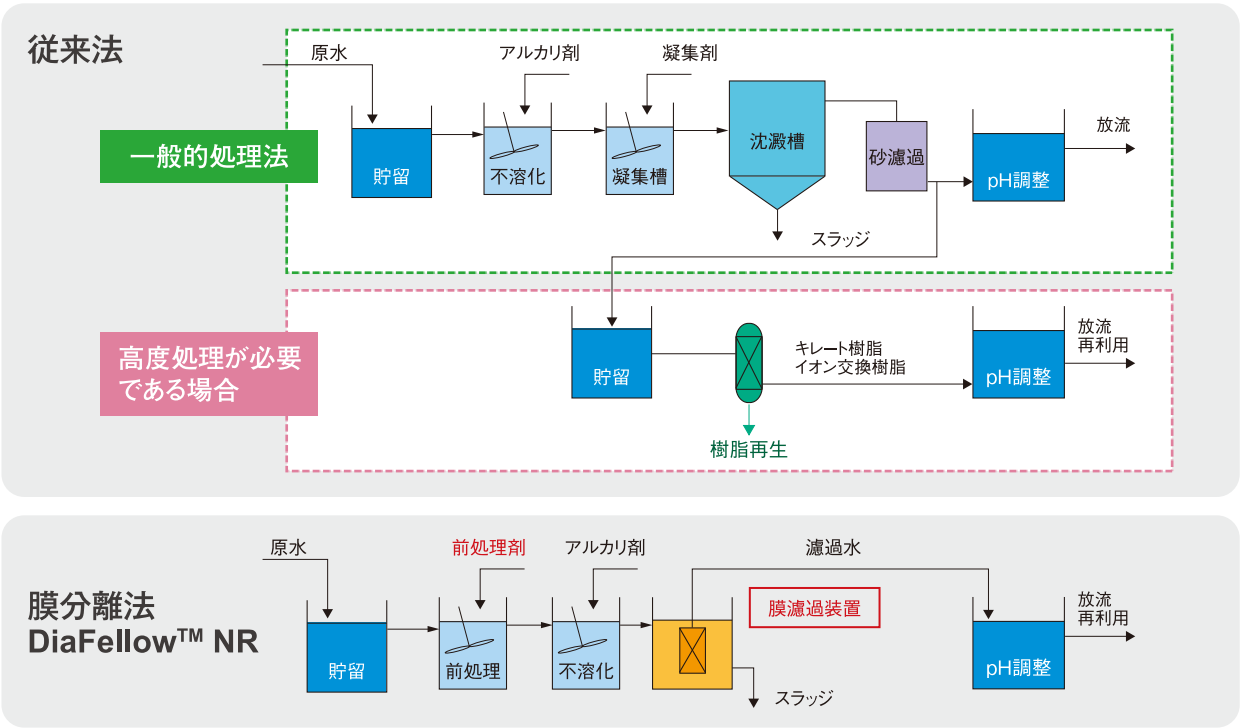 従来法
原水
アルカリ剤
凝集剤
一般的処理法
貯留
不溶化
凝集槽
沈澱槽
砂濾過
pH調整
放流
スラッジ
高度処理が必要
である場合
貯留
キレート樹脂
イオン交換樹脂
樹脂再生
pH調整
放流
再利用
膜分離法
DiaFellow™ NR
原水
前処理剤
アルカリ剤
濾過水
貯留
前処理
不溶化
膜濾過装置
スラッジ
pH調整
放流
再利用